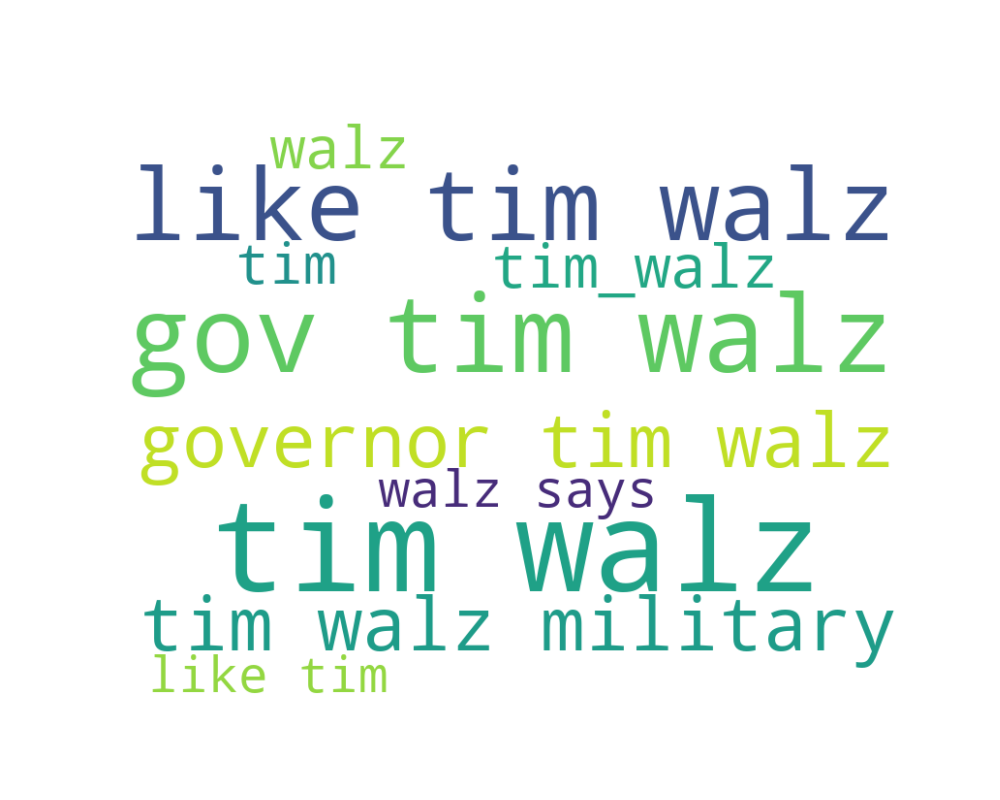 walz
like tim walz
tim tim_walz
gov tim walz
governor tim walz
walz says
tim walz
tim walz military
like tim